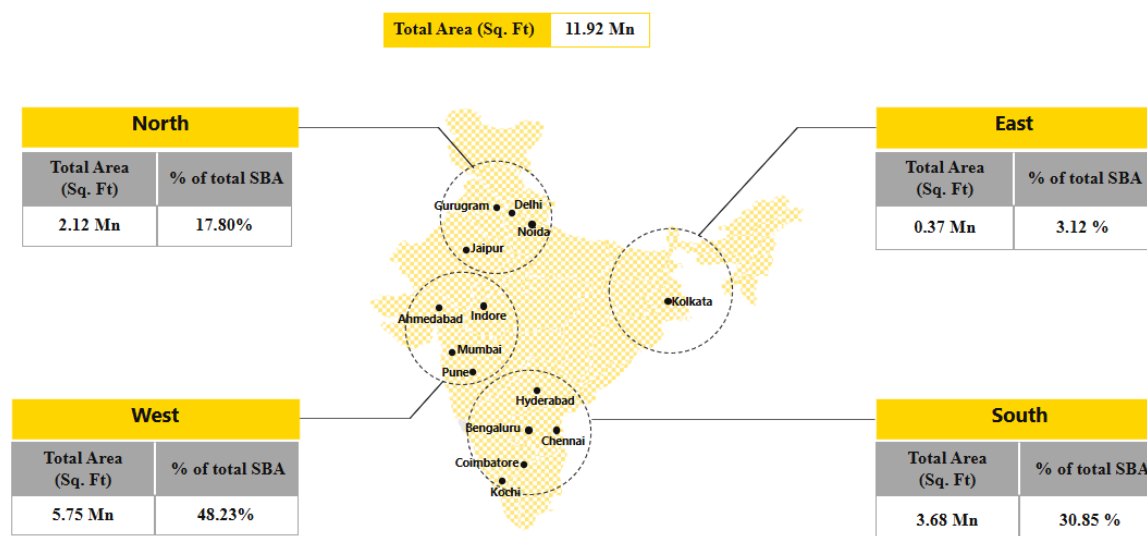 Total Area (Sq. Ft) 11.92 Mn
North
Total Area
(Sq. Ft) % of total SBA
2.12 Mn 17.80%
East
Total Area
(Sq. Ft) % of total SBA
0.37 Mn 3.12 %
Gurugram
Delhi
Noida
Jaipur
Kolkata
Ahmedabad
Indore
Mumbai
Pune
Hyderabad
Bengaluru
Chennai
Coimbatore
Kochi
West
Total Area
(Sq. Ft) % of total SBA
5.75 Mn 48.23%
South
Total Area
(Sq. Ft) % of total SBA
3.68 Mn 30.85 %